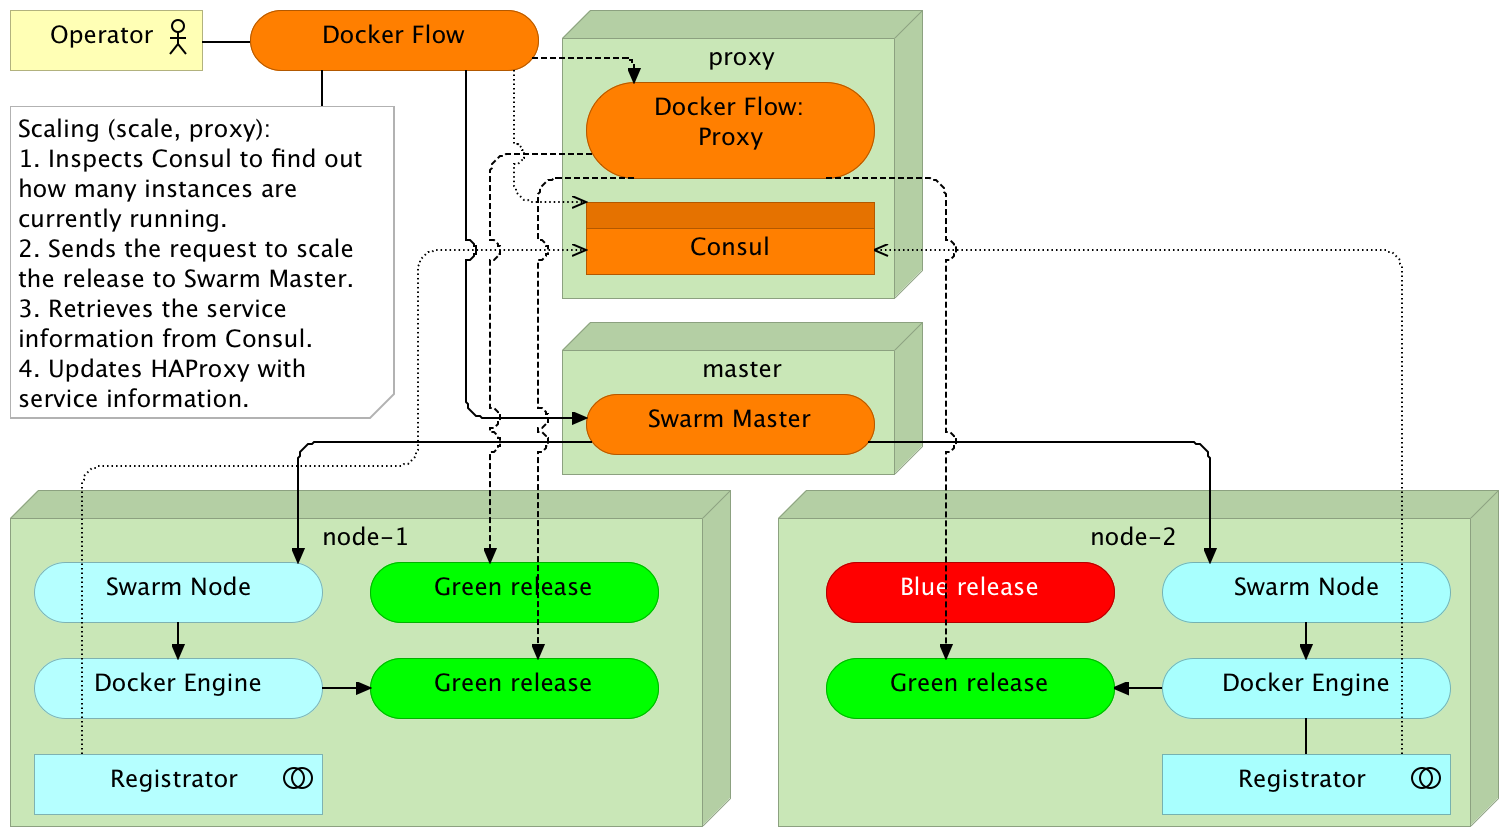 Operator
Docker Flow
proxy
Docker Flow:
Proxy
Scaling (scale, proxy):
1. Inspects Consul to find out
how many instances are
currently running.
2. Sends the request to scale
the release to Swarm Master.
3. Retrieves the service
information from Consul.
4. Updates HAProxy with
service information.
Consul
master
Swarm Master
node-1
Swarm Node
Green release
Docker Engine
Green release
Registrator
node-2
Blue release
Swarm Node
Green release
Docker Engine
Registrator